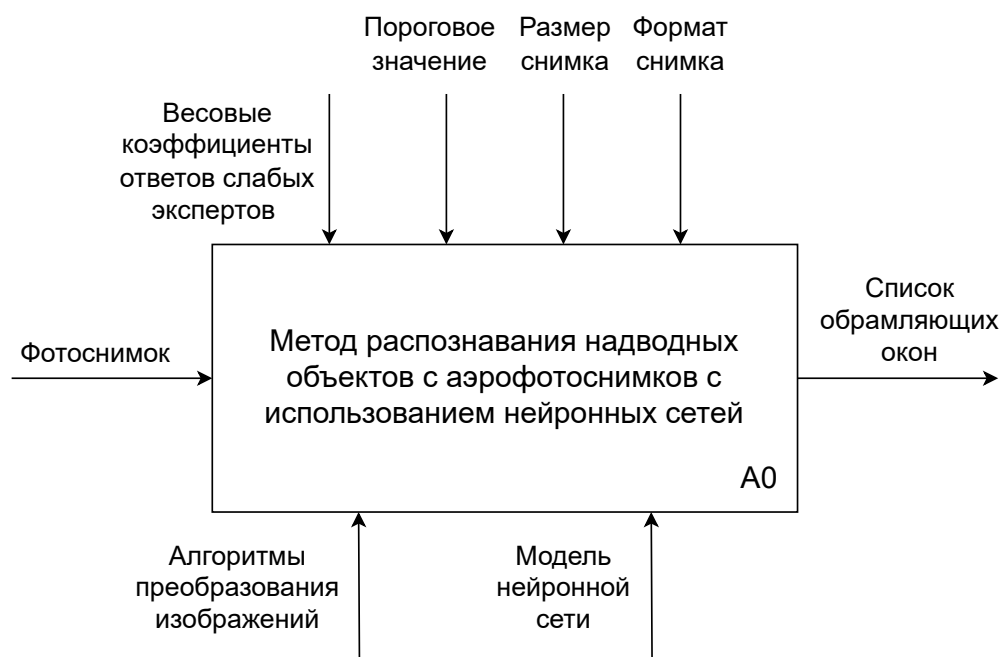 Пороговое
значение
Размер
снимка
Формат
снимка
Весовые
коэффициенты
ответов слабых
экспертов
Фотоснимок
Метод распознавания надводных
объектов с аэрофотоснимков с
использованием нейронных сетей
A0
Список
обрамляющих
окон
Алгоритмы
преобразования
изображений
Модель
нейронной
сети